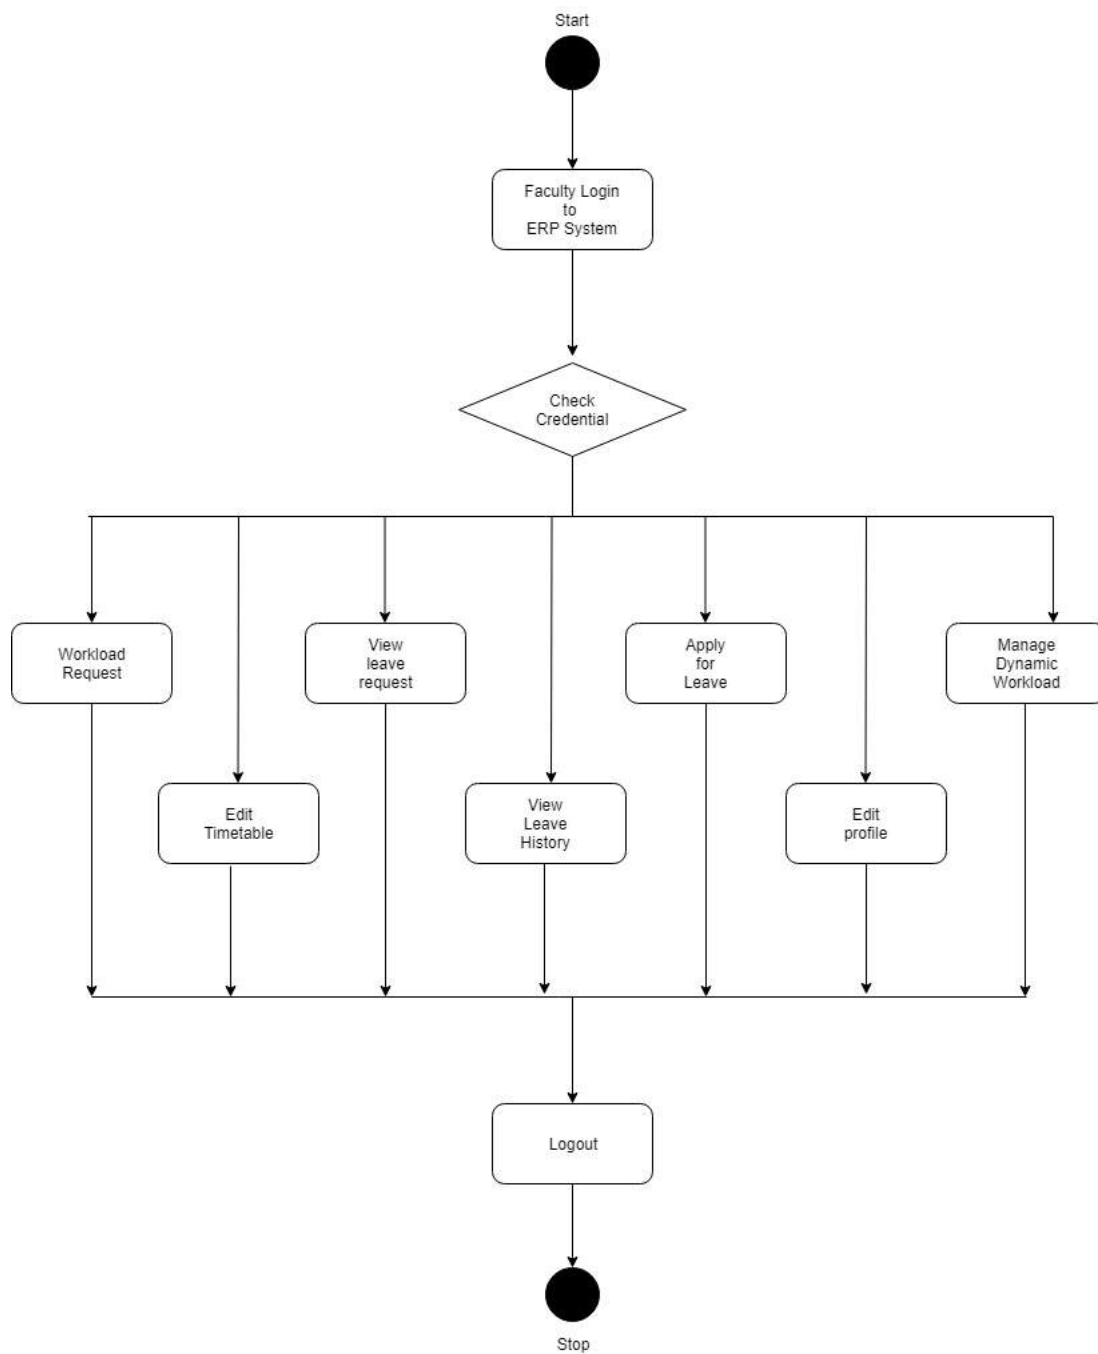 Start
Faculty Login
to
ERP System
Check
Credential
Workload
Request
View
leave
request
Apply
for
Leave
Manage
Dynamic
Workload
Edit
Timetable
View
Leave
History
Edit
profile
Logout
Stop